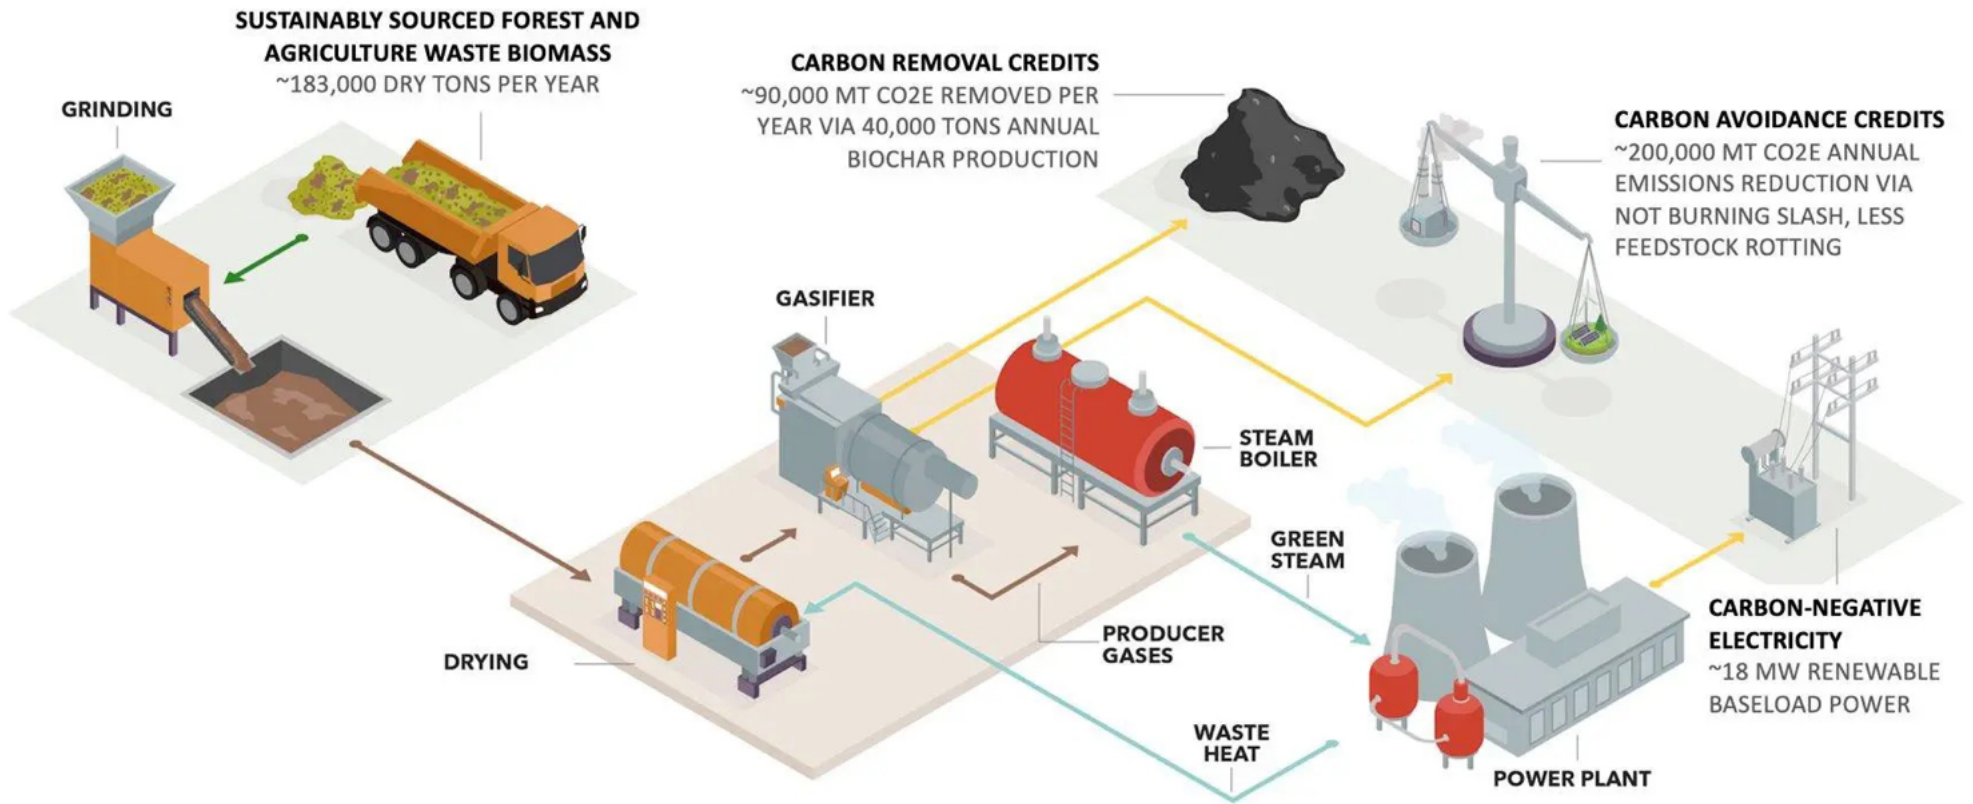 SUSTAINABLY SOURCED FOREST AND
AGRICULTURE WASTE BIOMASS
~183,000 DRY TONS PER YEAR
GRINDING
CARBON REMOVAL CREDITS
~90,000 MT CO2E REMOVED PER
YEAR VIA 40,000 TONS ANNUAL
BIOCHAR PRODUCTION
CARBON AVOIDANCE CREDITS
~200,000 MT CO2E ANNUAL
EMISSIONS REDUCTION VIA
NOT BURNING SLASH, LESS
FEEDSTOCK ROTTING
GASIFIER
STEAM
BOILER
GREEN
STEAM
DRYING
PRODUCER
GASES
CARBON-NEGATIVE
ELECTRICITY
~18 MW RENEWABLE
BASELOAD POWER
WASTE
HEAT
POWER PLANT